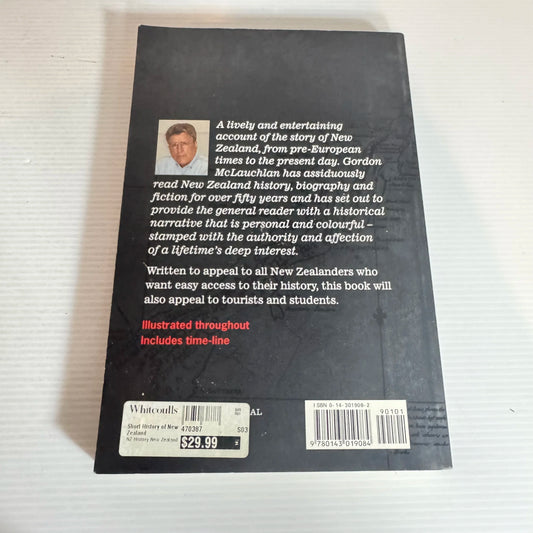 A lively and entertaining
account of the story of New
Zealand, from pre-European
times to the present day. Gordon
McLauchlan has assiduously
read New Zealand history, biography and
fiction for over fifty years and has set out to
provide the general reader with a historical
narrative that is personal and colourful –
stamped with the authority and affection
of a lifetime's deep interest.
Written to appeal to all New Zealanders who
want easy access to their history, this book will
also appeal to tourists and students.
Illustrated throughout
Includes time-line
Whitcoulls
AL
Short History of New
Zealand
470387
503
NZ History New Zealand
$29.99
ISBN 0-14-301908-2
90101
9780143019084